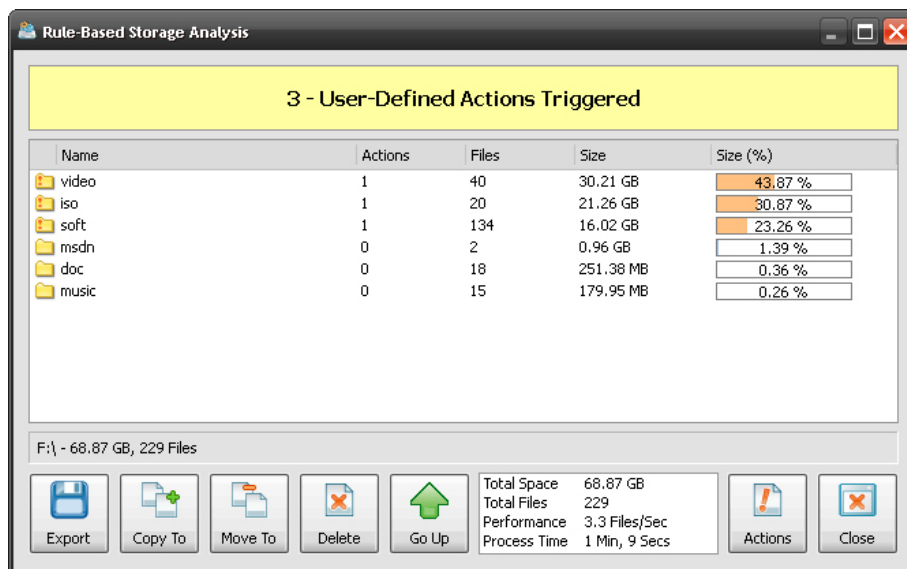 Rule-Based Storage Analysis
3 - User-Defined Actions Triggered
Name Actions Files Size Size (%)
video 1 40 30.21 GB 43.87 %
iso 1 20 21.26 GB 30.87 %
soft 1 134 16.02 GB 23.26 %
msdn 0 2 0.96 GB 1.39 %
doc 0 18 251.38 MB 0.36 %
music 0 15 179.95 MB 0.26 %
F:\ - 68.87 GB, 229 Files
Total Space 68.87 GB
Total Files 229
Performance 3.3 Files/Sec
Process Time 1 Min, 9 Secs
Export Copy To Move To Delete Go Up Actions Close